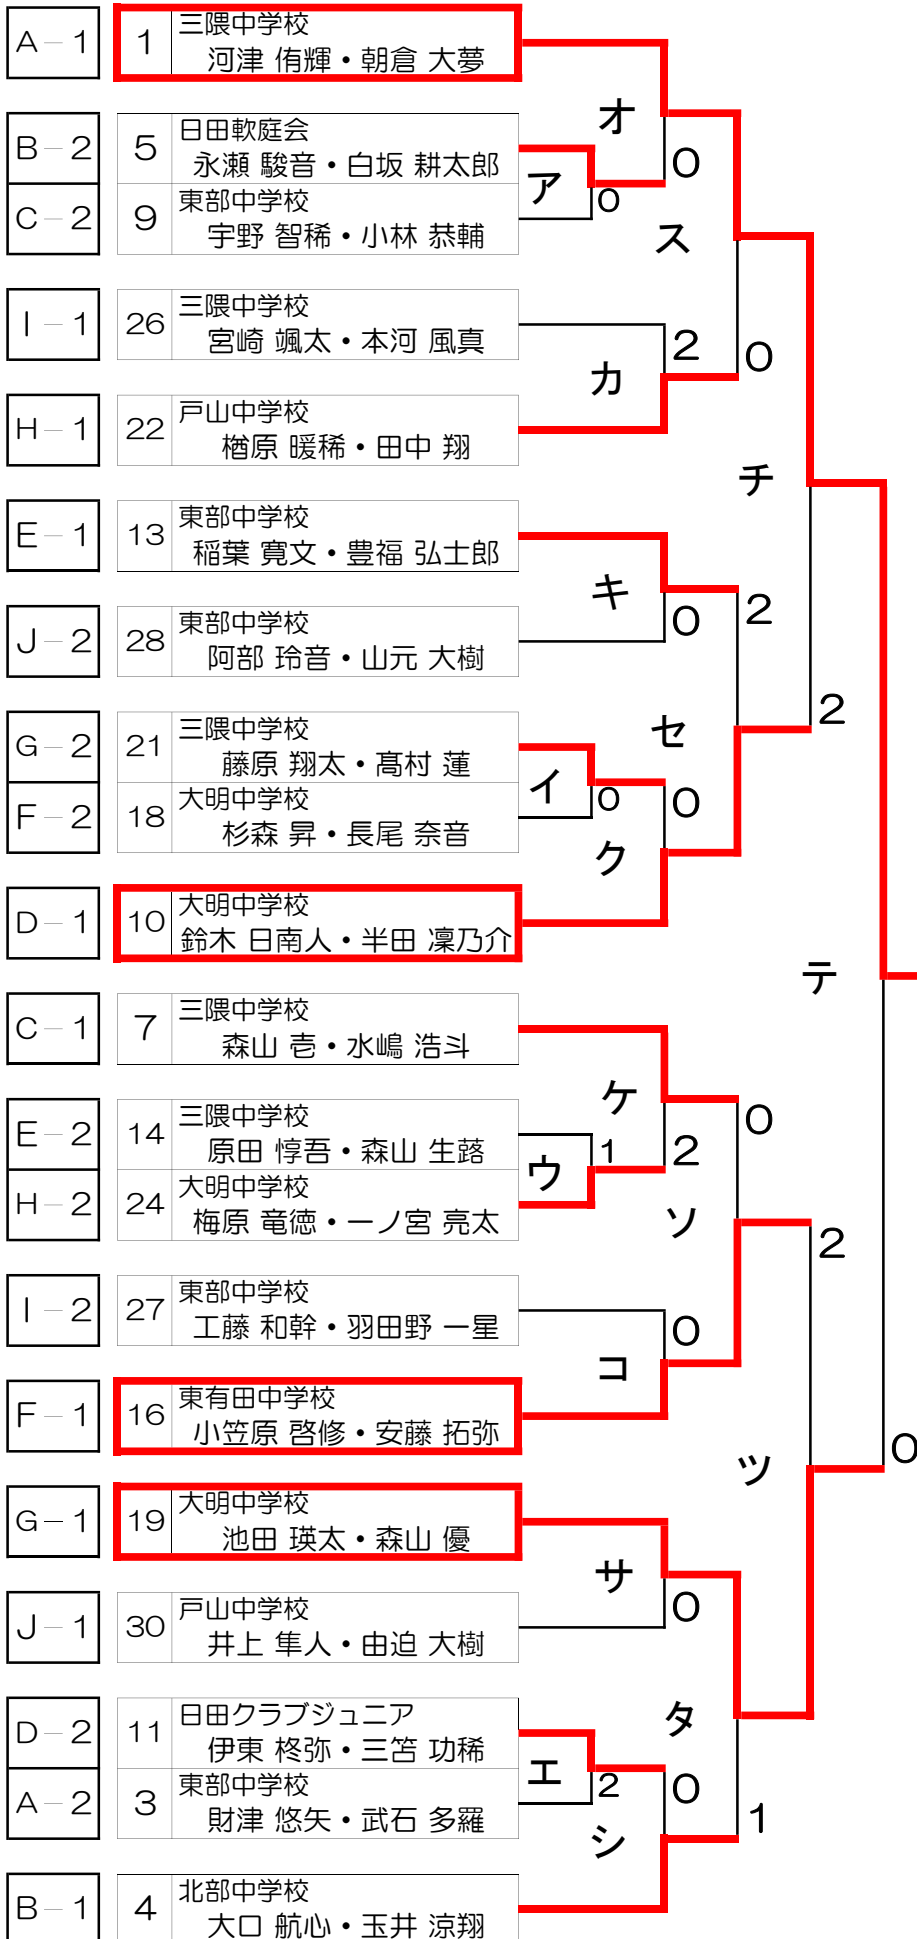 A－1 1 三隈中学校
河津 侑輝・朝倉 大夢
オ
B－2 5 日田軟庭会
永瀬 駿音・白坂 耕太郎
ア 0 0
C－2 9 東部中学校
宇野 智稀・小林 恭輔
ス
I－1 26 三隈中学校
宮崎 颯太・本河 風真
カ 2 0
H－1 22 戸山中学校
楢原 暖稀・田中 翔
チ
E－1 13 東部中学校
稲葉 寛文・豊福 弘士郎
キ 0 2
J－2 28 東部中学校
阿部 玲音・山元 大樹
セ 2
G－2 21 三隈中学校
藤原 翔太・髙村 蓮
イ 0 0
F－2 18 大明中学校
杉森 昇・長尾 奈音
ク
D－1 10 大明中学校
鈴木 日南人・半田 凜乃介
テ
C－1 7 三隈中学校
森山 壱・水嶋 浩斗
ケ 0
E－2 14 三隈中学校
原田 惇吾・森山 生蕗
ウ 1 2
H－2 24 大明中学校
梅原 竜徳・一ノ宮 亮太
ソ 2
I－2 27 東部中学校
工藤 和幹・羽田野 一星
コ 0
F－1 16 東有田中学校
小笠原 啓修・安藤 拓弥
ツ 0
G－1 19 大明中学校
池田 瑛太・森山 優
サ 0
J－1 30 戸山中学校
井上 隼人・由迫 大樹
タ
D－2 11 日田クラブジュニア
伊東 柊弥・三笘 功稀
エ 2 0 1
A－2 3 東部中学校
財津 悠矢・武石 多羅
シ
B－1 4 北部中学校
大口 航心・玉井 涼翔